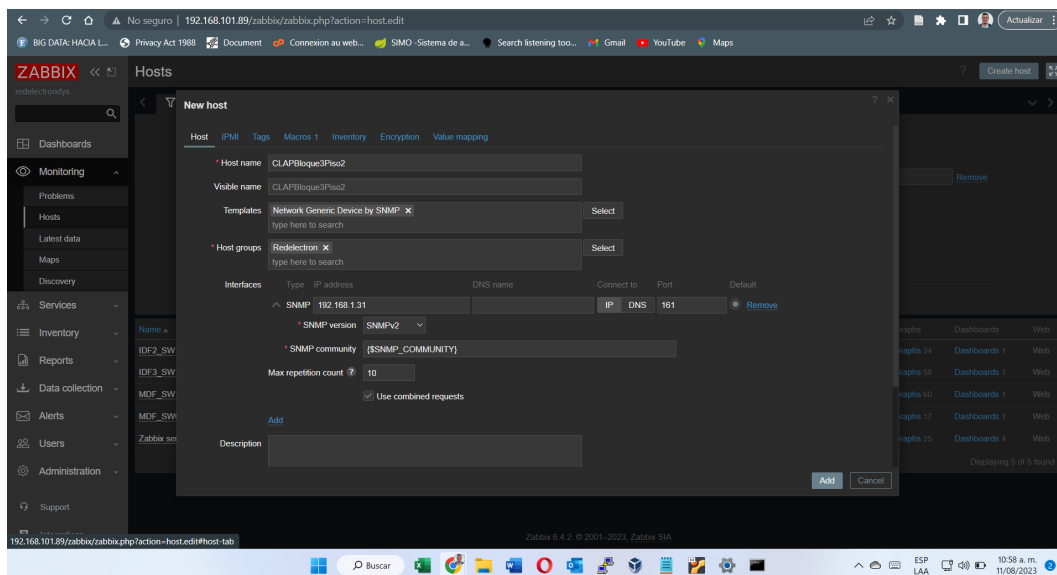 No seguro | 192.168.101.89/zabbix/zabbix.php?action=host.edit
Actualizar
BIG DATA: HACIA L... Privacy Act 1988 Document Connexion au web... SIMO -Sistema de a... Search listening too... Gmail YouTube Maps
ZABBIX
redelectrondys
Hosts
? Create host
New host
? ×
Dashboards
Monitoring
Problems
Hosts
Latest data
Maps
Discovery
Services
Inventory
Reports
Data collection
Alerts
Users
Administration
Support
Host IPMI Tags Macros 1 Inventory Encryption Value mapping
* Host name CLAPBloque3Piso2
Visible name CLAPBloque3Piso2
Templates Network Generic Device by SNMP × Select
type here to search
* Host groups Redelectron × Select
type here to search
Interfaces Type IP address DNS name Connect to Port Default
SNMP 192.168.1.31 IP DNS 161 Remove
* SNMP version SNMPv2
* SNMP community {$SNMP_COMMUNITY}
Max repetition count ? 10
Use combined requests
Add
Description
Add Cancel
Remove
Name
IDF2_SW
IDF3_SW
MDF_SW
MDF_SW
Zabbix se
raphs Dashboards Web
raphs 34 Dashboards 1 Web
raphs 58 Dashboards 1 Web
raphs 60 Dashboards 1 Web
raphs 17 Dashboards 1 Web
raphs 25 Dashboards 4 Web
Displaying 5 of 5 found
Zabbix 6.4.2. © 2001–2023, Zabbix SIA
192.168.101.89/zabbix/zabbix.php?action=host.edit#host-tab
Buscar
ESP
LAA
10:58 a. m.
11/08/2023
2